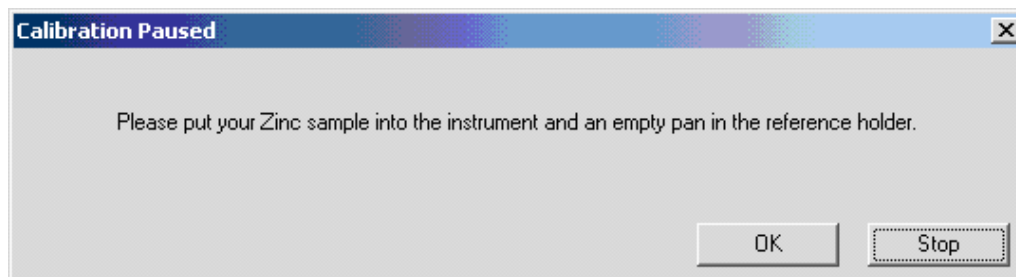 Calibration Paused
Please put your Zinc sample into the instrument and an empty pan in the reference holder.
OK Stop